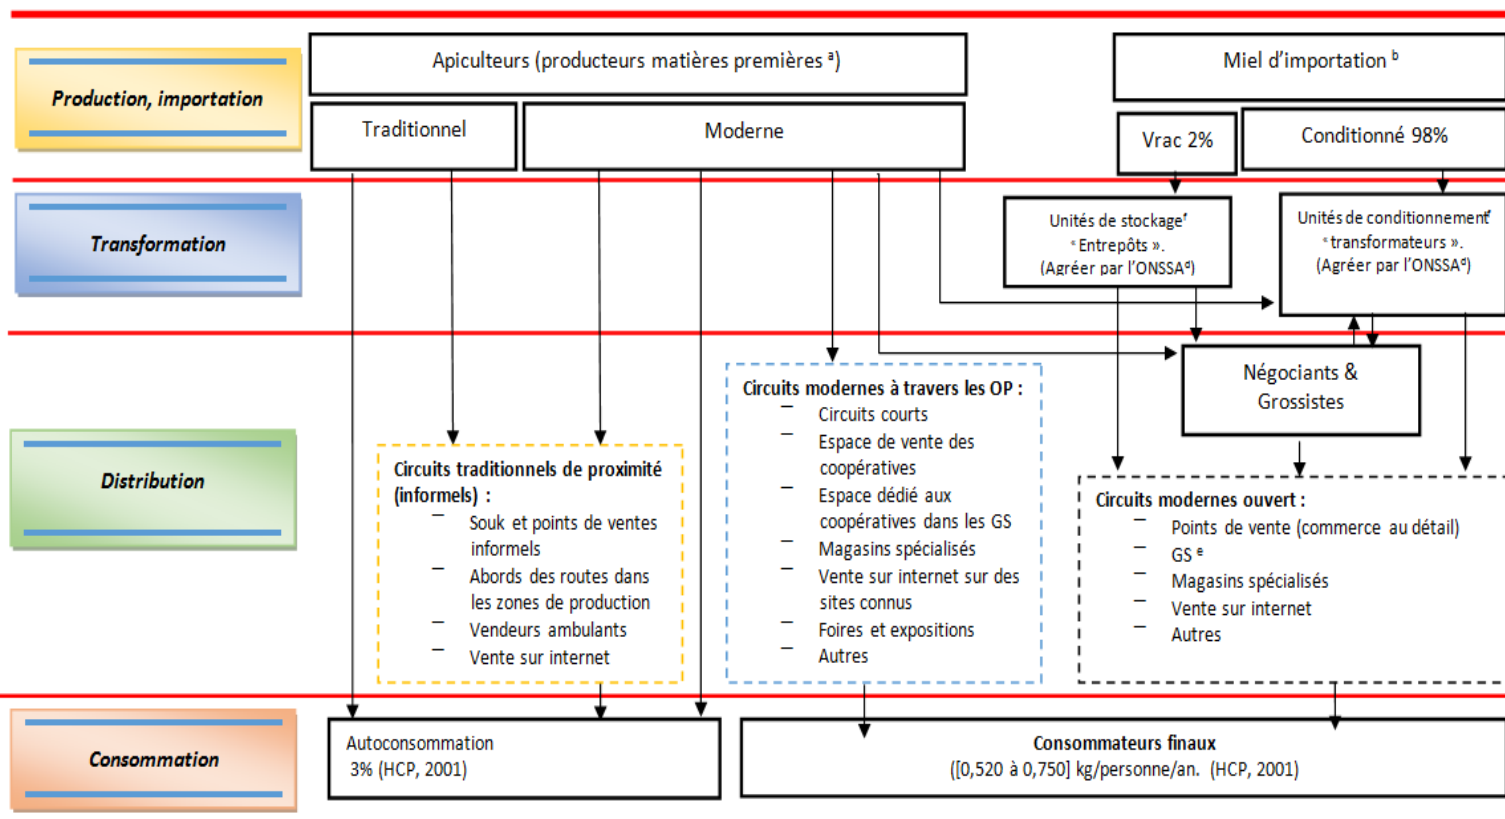 Production, importation
Apiculteurs (producteurs matières premières ª)
Miel d'importation ᵇ
Traditionnel
Moderne
Vrac 2%
Conditionné 98%
Transformation
Unités de stockageᶠ
« Entrepôts ».
(Agréer par l'ONSSAᵈ)
Unités de conditionnementᶠ
« transformateurs ».
(Agréer par l'ONSSAᵈ)
Distribution
Circuits traditionnels de proximité
(informels) :
– Souk et points de ventes
informels
– Abords des routes dans
les zones de production
– Vendeurs ambulants
– Vente sur internet
Circuits modernes à travers les OP :
– Circuits courts
– Espace de vente des
coopératives
– Espace dédié aux
coopératives dans les GS
– Magasins spécialisés
– Vente sur internet sur des
sites connus
– Foires et expositions
– Autres
Négociants &
Grossistes
Circuits modernes ouvert :
– Points de vente (commerce au détail)
– GS ᵉ
– Magasins spécialisés
– Vente sur internet
– Autres
Consommation
Autoconsommation
3% (HCP, 2001)
Consommateurs finaux
([0,520 à 0,750] kg/personne/an. (HCP, 2001)